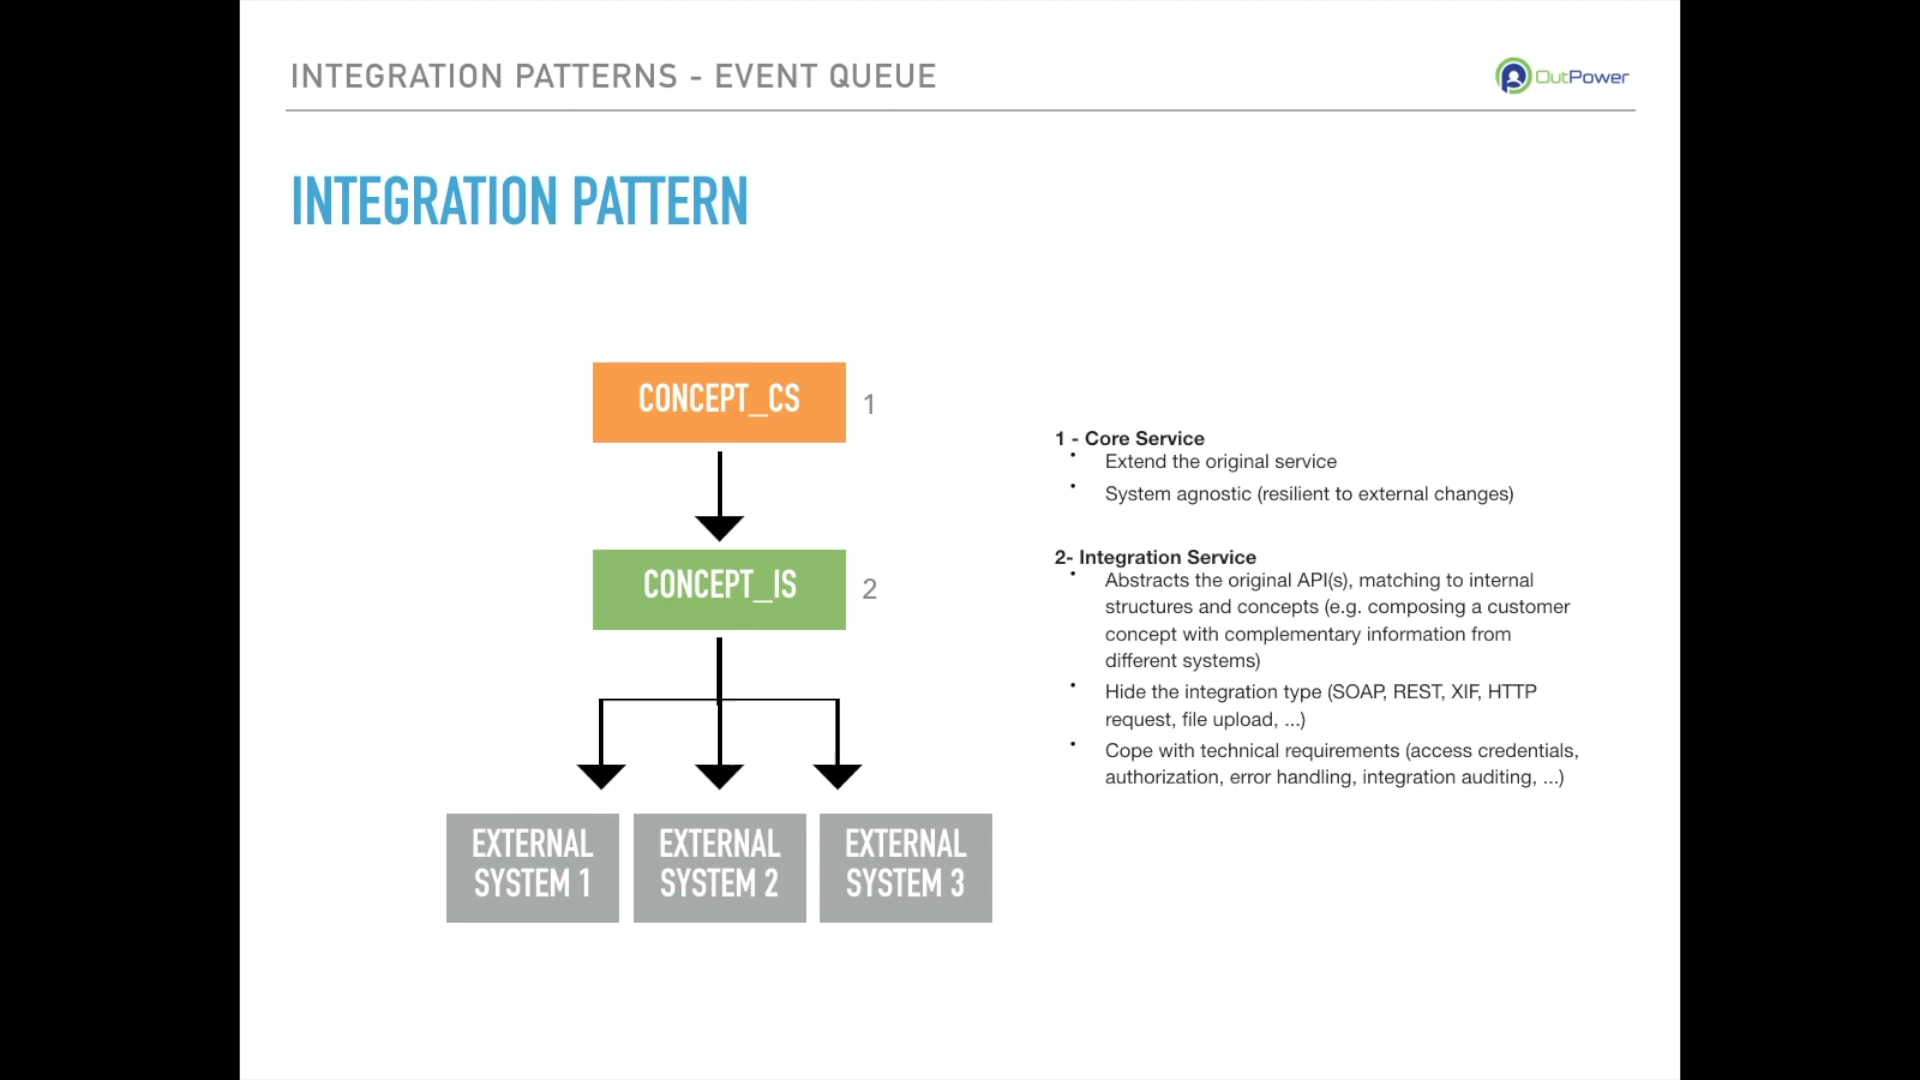 INTEGRATION PATTERNS - EVENT QUEUE
OutPower
INTEGRATION PATTERN
CONCEPT_CS
1
CONCEPT_IS
2
EXTERNAL
SYSTEM 1
EXTERNAL
SYSTEM 2
EXTERNAL
SYSTEM 3
1 - Core Service
• Extend the original service
• System agnostic (resilient to external changes)
2- Integration Service
• Abstracts the original API(s), matching to internal
structures and concepts (e.g. composing a customer
concept with complementary information from
different systems)
• Hide the integration type (SOAP, REST, XIF, HTTP
request, file upload, ...)
• Cope with technical requirements (access credentials,
authorization, error handling, integration auditing, ...)